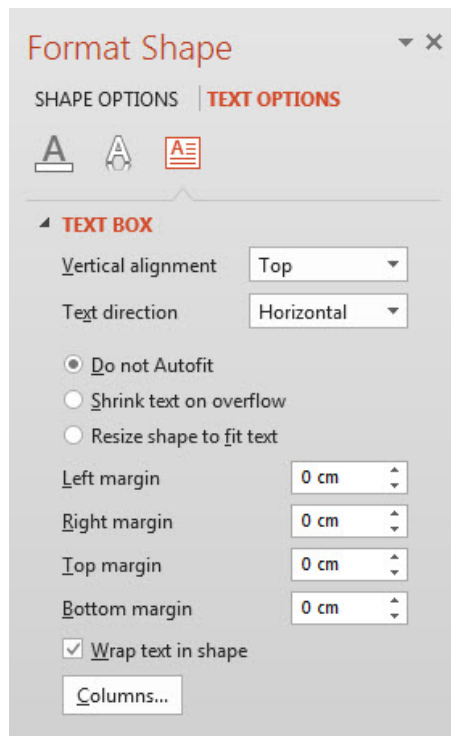 Format Shape
SHAPE OPTIONS TEXT OPTIONS
A A A
TEXT BOX
Vertical alignment Top
Text direction Horizontal
Do not Autofit
Shrink text on overflow
Resize shape to fit text
Left margin 0 cm
Right margin 0 cm
Top margin 0 cm
Bottom margin 0 cm
Wrap text in shape
Columns...